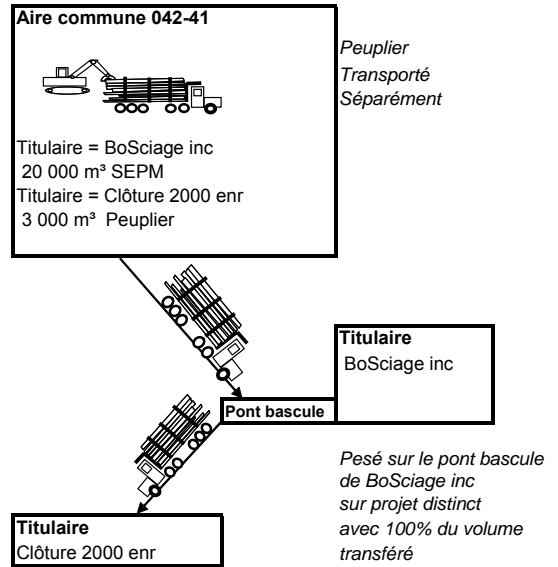 Aire commune 042-41
Peuplier
Transporté
Séparément
Titulaire = BoSciage inc
20 000 m³ SEPM
Titulaire = Clôture 2000 enr
3 000 m³ Peuplier
Titulaire
BoSciage inc
Pont bascule
Pesé sur le pont bascule
de BoSciage inc
sur projet distinct
avec 100% du volume
transféré
Titulaire
Clôture 2000 enr